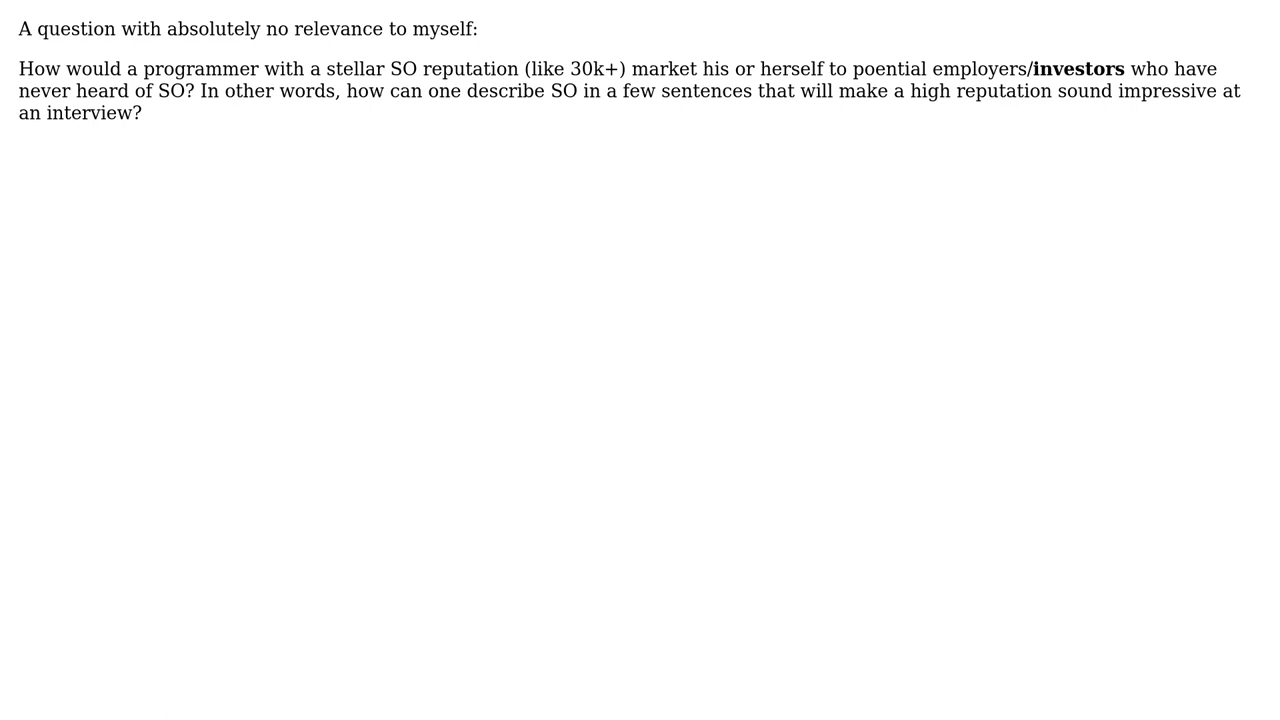 A question with absolutely no relevance to myself:
How would a programmer with a stellar SO reputation (like 30k+) market his or herself to poential employers/investors who have
never heard of SO? In other words, how can one describe SO in a few sentences that will make a high reputation sound impressive at
an interview?